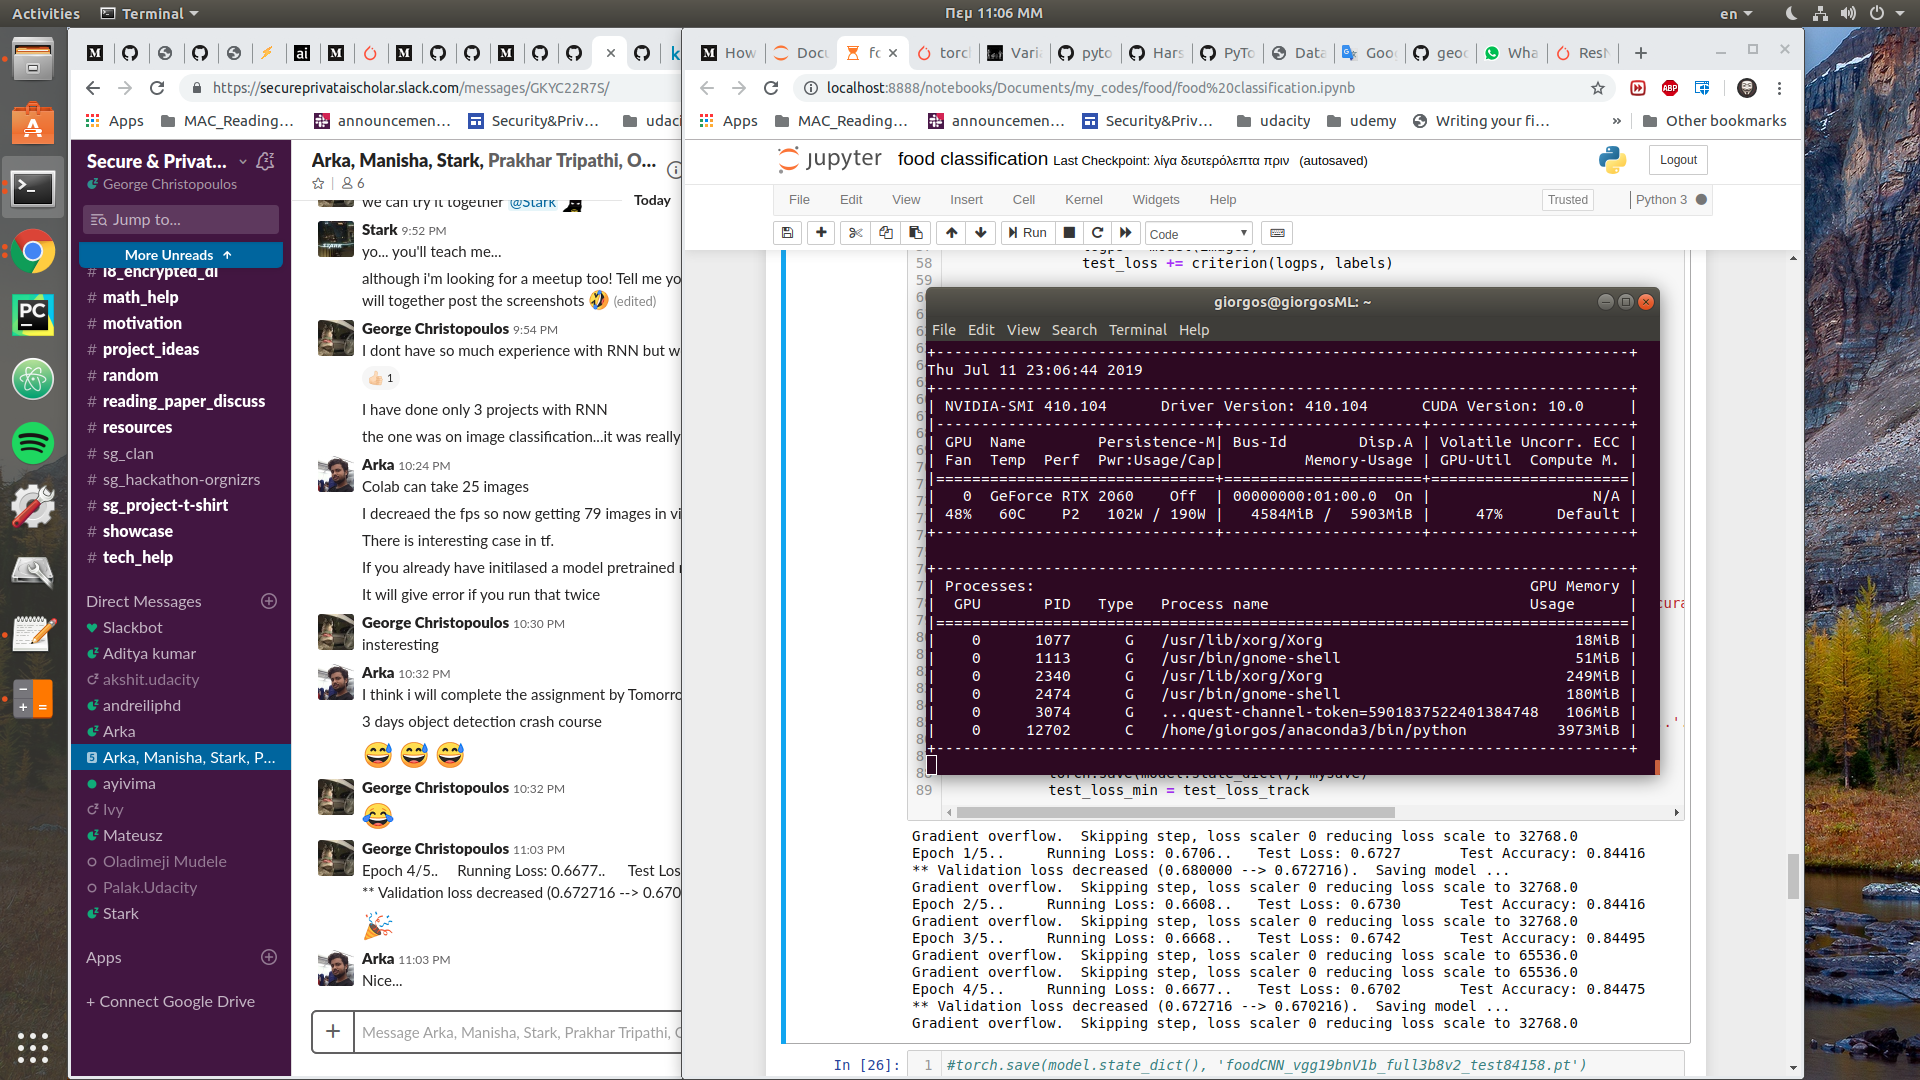 Activities
Terminal
Πεμ 11:06 ΜΜ
en
https://secureprivataischolar.slack.com/messages/GKYC22R7S/
Apps
MAC_Reading...
announcemen...
Security&Priv...
udaci
Secure & Privat...
George Christopoulos
Jump to...
More Unreads ↑
# l8_encrypted_dl
# math_help
# motivation
# project_ideas
# random
# reading_paper_discuss
# resources
# sg_clan
# sg_hackathon-orgnizrs
# sg_project-t-shirt
# showcase
# tech_help
Direct Messages
Slackbot
Aditya kumar
akshit.udacity
andreiliphd
Arka
5 Arka, Manisha, Stark, P...
ayivima
Ivy
Mateusz
Oladimeji Mudele
Palak.Udacity
Stark
Apps
+ Connect Google Drive
Arka, Manisha, Stark, Prakhar Tripathi, O...
6
Today
we can try it together @Stark
Stark 9:52 PM
yo... you'll teach me...
although i'm looking for a meetup too! Tell me yo
will together post the screenshots 🤣 (edited)
George Christopoulos 9:54 PM
I dont have so much experience with RNN but w
👍 1
I have done only 3 projects with RNN
the one was on image classification...it was really
Arka 10:24 PM
Colab can take 25 images
I decreaed the fps so now getting 79 images in vi
There is interesting case in tf.
If you already have initilased a model pretrained r
It will give error if you run that twice
George Christopoulos 10:30 PM
insteresting
Arka 10:32 PM
I think i will complete the assignment by Tomorro
3 days object detection crash course
😅 😅 😅
George Christopoulos 10:32 PM
😂
George Christopoulos 11:03 PM
Epoch 4/5.. Running Loss: 0.6677.. Test Los
** Validation loss decreased (0.672716 --> 0.670
🎉
Arka 11:03 PM
Nice...
Message Arka, Manisha, Stark, Prakhar Tripathi, O
How
Docu
fo
torc
Varia
pyto
Hars
PyTo
Data
Goo
geoc
Wha
ResN
localhost:8888/notebooks/Documents/my_codes/food/food%20classification.ipynb
ABP
Apps
MAC_Reading...
announcemen...
Security&Priv...
udacity
udemy
Writing your fi...
»
Other bookmarks
jupyter food classification Last Checkpoint: λίγα δευτερόλεπτα πριν (autosaved)
Logout
File Edit View Insert Cell Kernel Widgets Help
Trusted
Python 3
Run
Code
58 test_loss += criterion(logps, labels)
59
giorgos@giorgosML: ~
File Edit View Search Terminal Help
+-----------------------------------------------------------------------------+
Thu Jul 11 23:06:44 2019
+-----------------------------------------------------------------------------+
| NVIDIA-SMI 410.104      Driver Version: 410.104      CUDA Version: 10.0     |
|-------------------------------+----------------------+----------------------+
| GPU  Name        Persistence-M| Bus-Id        Disp.A | Volatile Uncorr. ECC |
| Fan  Temp  Perf  Pwr:Usage/Cap|         Memory-Usage | GPU-Util  Compute M. |
|===============================+======================+======================|
|   0  GeForce RTX 2060    Off  | 00000000:01:00.0  On |                  N/A |
| 48%   60C    P2   102W / 190W |   4584MiB /  5903MiB |     47%      Default |
+-------------------------------+----------------------+----------------------+
+-----------------------------------------------------------------------------+
| Processes:                                                       GPU Memory |
|  GPU       PID   Type   Process name                             Usage      |
|=============================================================================|
|    0      1077      G   /usr/lib/xorg/Xorg                            18MiB |
|    0      1113      G   /usr/bin/gnome-shell                          51MiB |
|    0      2340      G   /usr/lib/xorg/Xorg                           249MiB |
|    0      2474      G   /usr/bin/gnome-shell                         180MiB |
|    0      3074      G   ...quest-channel-token=5901837522401384748   106MiB |
|    0     12702      C   /home/giorgos/anaconda3/bin/python          3973MiB |
+-----------------------------------------------------------------------------+
torch.save(model.state_dict(), mysave)
89 test_loss_min = test_loss_track
Gradient overflow.  Skipping step, loss scaler 0 reducing loss scale to 32768.0
Epoch 1/5.. Running Loss: 0.6706.. Test Loss: 0.6727 Test Accuracy: 0.84416
** Validation loss decreased (0.680000 --> 0.672716).  Saving model ...
Gradient overflow.  Skipping step, loss scaler 0 reducing loss scale to 32768.0
Epoch 2/5.. Running Loss: 0.6608.. Test Loss: 0.6730 Test Accuracy: 0.84416
Gradient overflow.  Skipping step, loss scaler 0 reducing loss scale to 32768.0
Epoch 3/5.. Running Loss: 0.6668.. Test Loss: 0.6742 Test Accuracy: 0.84495
Gradient overflow.  Skipping step, loss scaler 0 reducing loss scale to 65536.0
Gradient overflow.  Skipping step, loss scaler 0 reducing loss scale to 65536.0
Epoch 4/5.. Running Loss: 0.6677.. Test Loss: 0.6702 Test Accuracy: 0.84475
** Validation loss decreased (0.672716 --> 0.670216).  Saving model ...
Gradient overflow.  Skipping step, loss scaler 0 reducing loss scale to 32768.0
In [26]: 1 #torch.save(model.state_dict(), 'foodCNN_vgg19bnV1b_full3b8v2_test84158.pt')